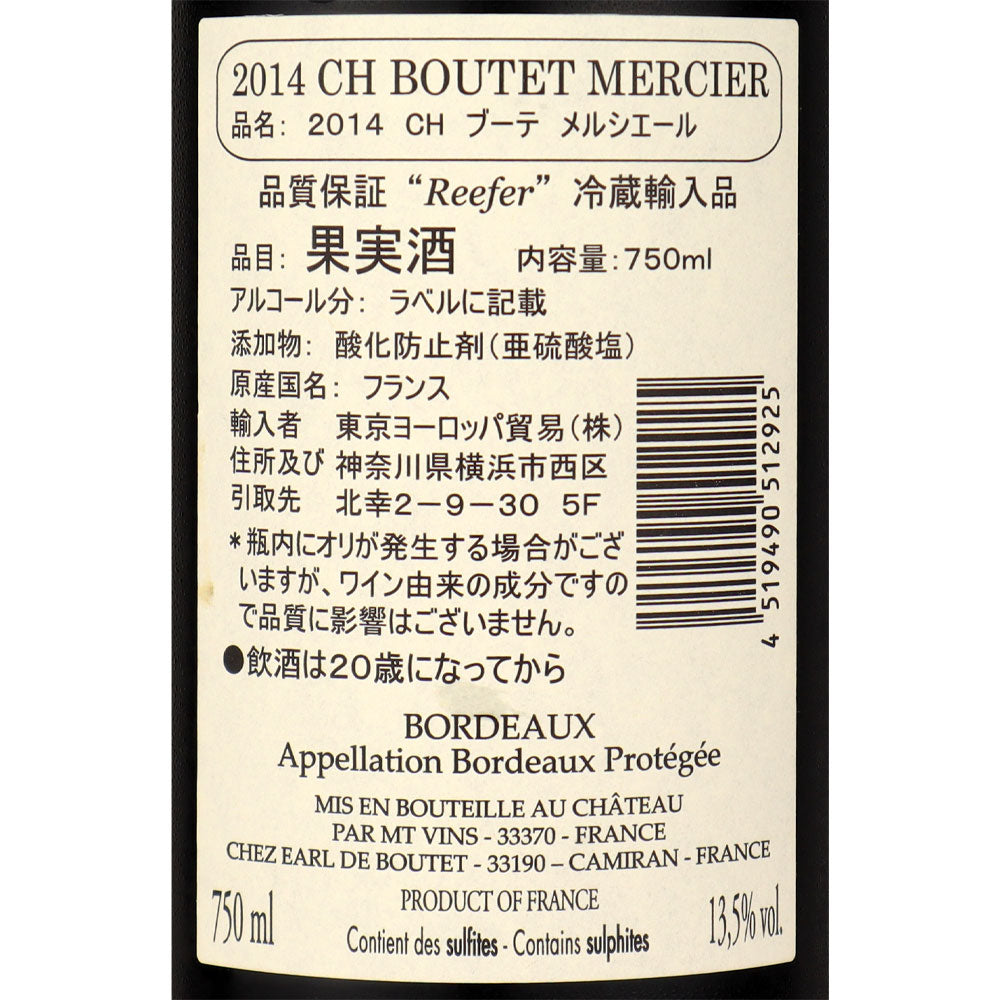 2014 CH BOUTET MERCIER
品名： 2014 CH ブーテ メルシエール
品質保証 “Reefer” 冷蔵輸入品
品目： 果実酒 内容量：750ml
アルコール分： ラベルに記載
添加物： 酸化防止剤（亜硫酸塩）
原産国名： フランス
輸入者 東京ヨーロッパ貿易（株）
住所及び 神奈川県横浜市西区
引取先 北幸2－9－30 5F
＊瓶内にオリが発生する場合がござ
いますが、ワイン由来の成分ですの
で品質に影響はございません。
●飲酒は20歳になってから
4 519490 512925
BORDEAUX
Appellation Bordeaux Protégée
MIS EN BOUTEILLE AU CHÂTEAU
PAR MT VINS - 33370 - FRANCE
CHEZ EARL DE BOUTET - 33190 – CAMIRAN - FRANCE
750 ml PRODUCT OF FRANCE 13,5% vol.
Contient des sulfites - Contains sulphites